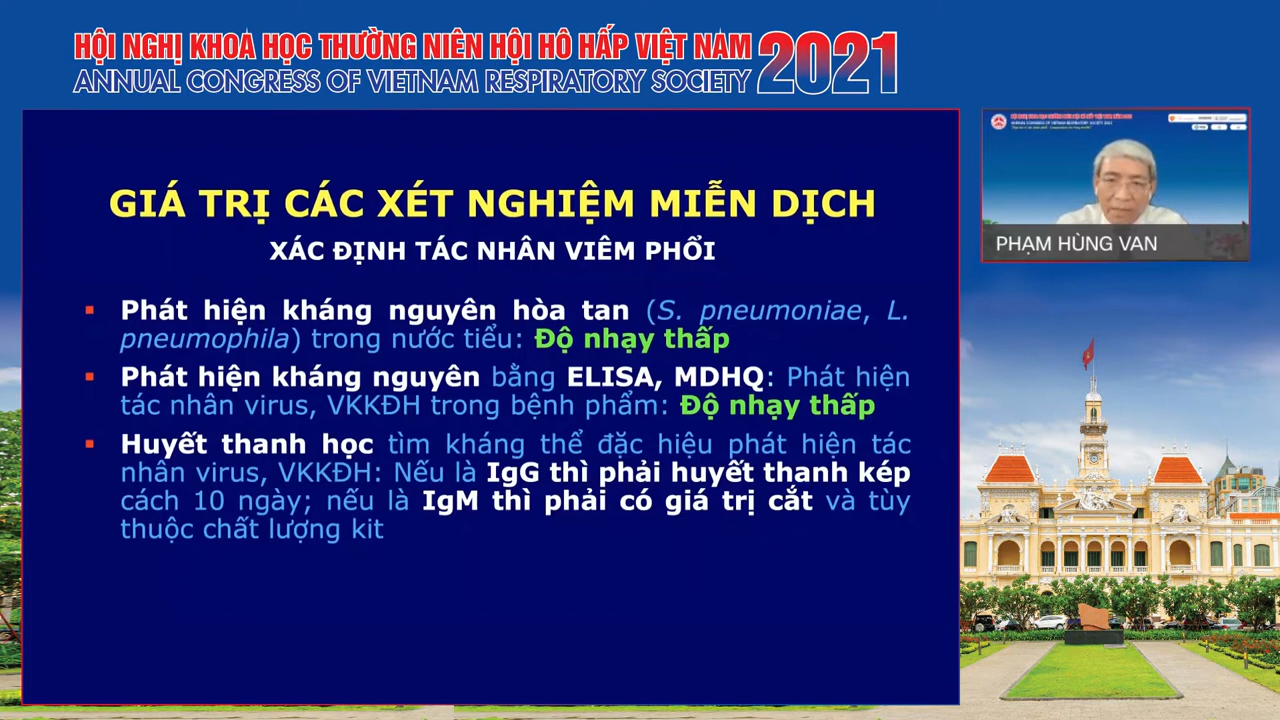 HỘI NGHỊ KHOA HỌC THƯỜNG NIÊN HỘI HÔ HẤP VIỆT NAM 2021
ANNUAL CONGRESS OF VIETNAM RESPIRATORY SOCIETY
GIÁ TRỊ CÁC XÉT NGHIỆM MIỄN DỊCH
XÁC ĐỊNH TÁC NHÂN VIÊM PHỔI
▪ Phát hiện kháng nguyên hòa tan (S. pneumoniae, L.
pneumophila) trong nước tiểu: Độ nhạy thấp
▪ Phát hiện kháng nguyên bằng ELISA, MDHQ: Phát hiện
tác nhân virus, VKKĐH trong bệnh phẩm: Độ nhạy thấp
▪ Huyết thanh học tìm kháng thể đặc hiệu phát hiện tác
nhân virus, VKKĐH: Nếu là IgG thì phải huyết thanh kép
cách 10 ngày; nếu là IgM thì phải có giá trị cắt và tùy
thuộc chất lượng kit
PHẠM HÙNG VAN